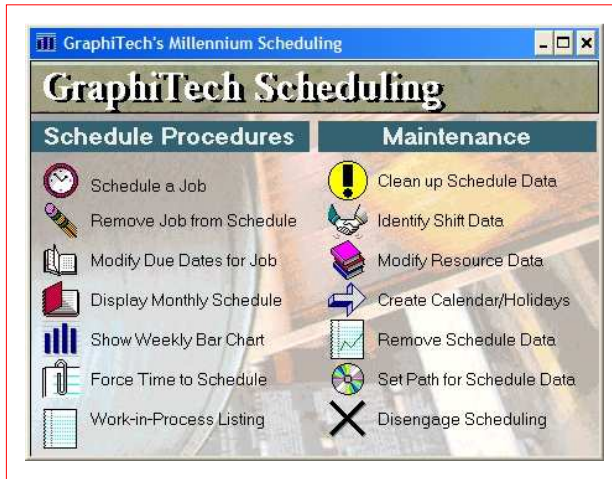 GraphiTech's Millennium Scheduling
GraphiTech Scheduling
Schedule Procedures
Schedule a Job
Remove Job from Schedule
Modify Due Dates for Job
Display Monthly Schedule
Show Weekly Bar Chart
Force Time to Schedule
Work-in-Process Listing
Maintenance
Clean up Schedule Data
Identify Shift Data
Modify Resource Data
Create Calendar/Holidays
Remove Schedule Data
Set Path for Schedule Data
Disengage Scheduling